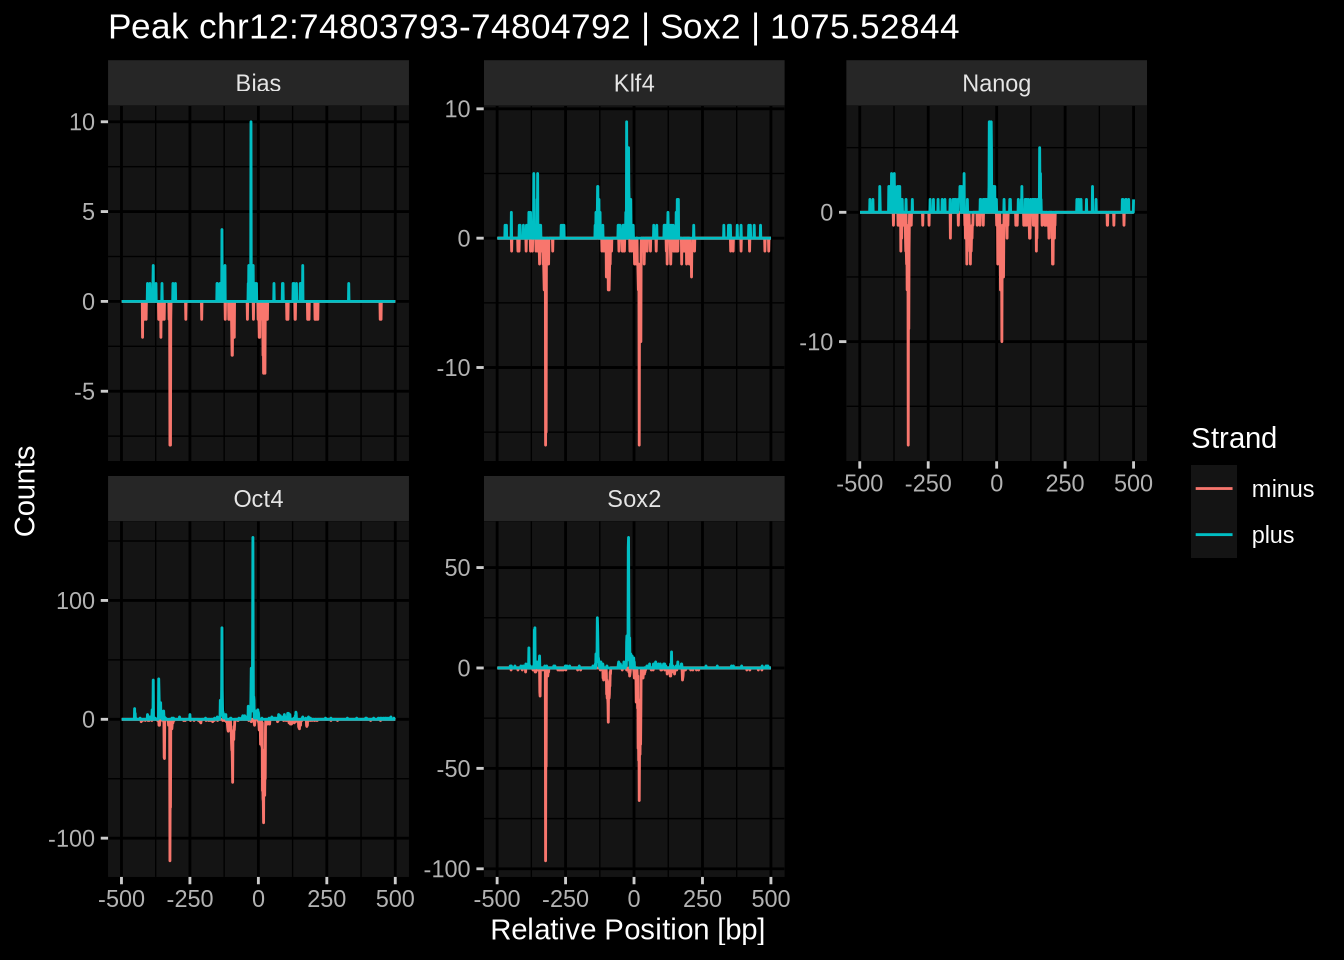 Peak chr12:74803793-74804792 | Sox2 | 1075.52844
Bias
Klf4
Nanog
10
5
0
-5
10
0
-10
0
-10
-500 -250 0 250 500
Oct4
Sox2
100
0
-100
50
0
-50
-100
-500 -250 0 250 500
-500 -250 0 250 500
Relative Position [bp]
Counts
Strand
minus
plus